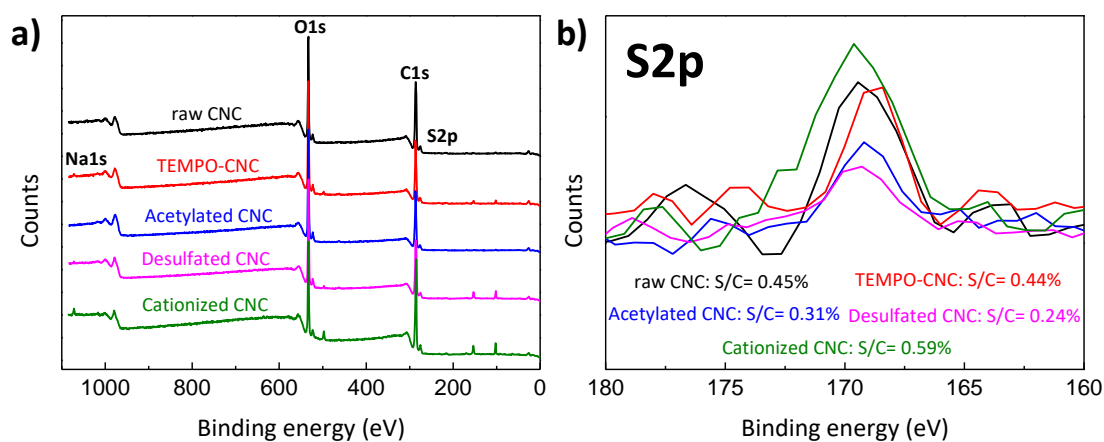 a)
O1s
C1s
raw CNC
S2p
Na1s
TEMPO-CNC
Acetylated CNC
Desulfated CNC
Cationized CNC
Counts
1000 800 600 400 200 0
Binding energy (eV)
b)
S2p
Counts
raw CNC: S/C= 0.45%
TEMPO-CNC: S/C= 0.44%
Acetylated CNC: S/C= 0.31%
Desulfated CNC: S/C= 0.24%
Cationized CNC: S/C= 0.59%
180 175 170 165 160
Binding energy (eV)